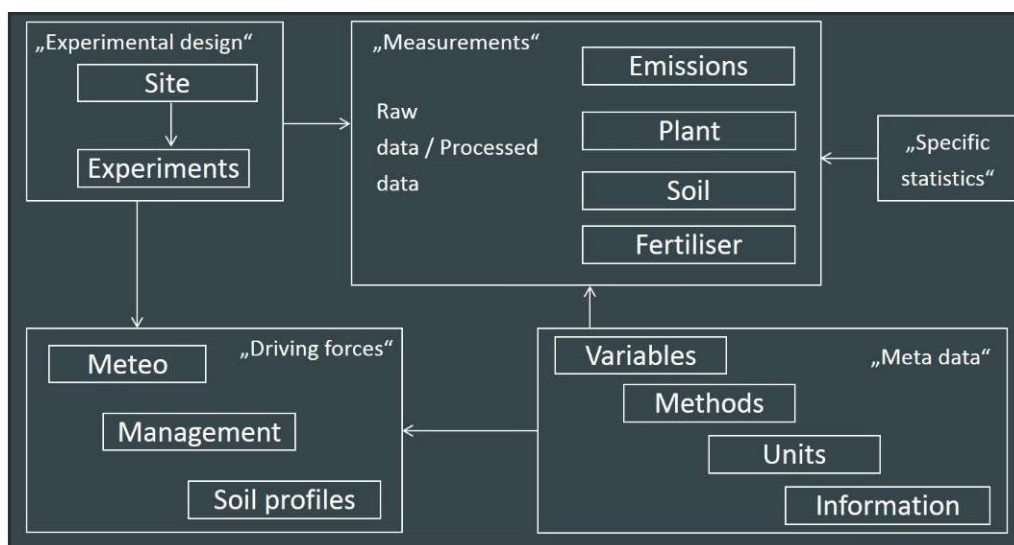 „Experimental design“
Site
Experiments
„Measurements“
Raw
data / Processed
data
Emissions
Plant
Soil
Fertiliser
„Specific
statistics“
„Driving forces“
Meteo
Management
Soil profiles
„Meta data“
Variables
Methods
Units
Information